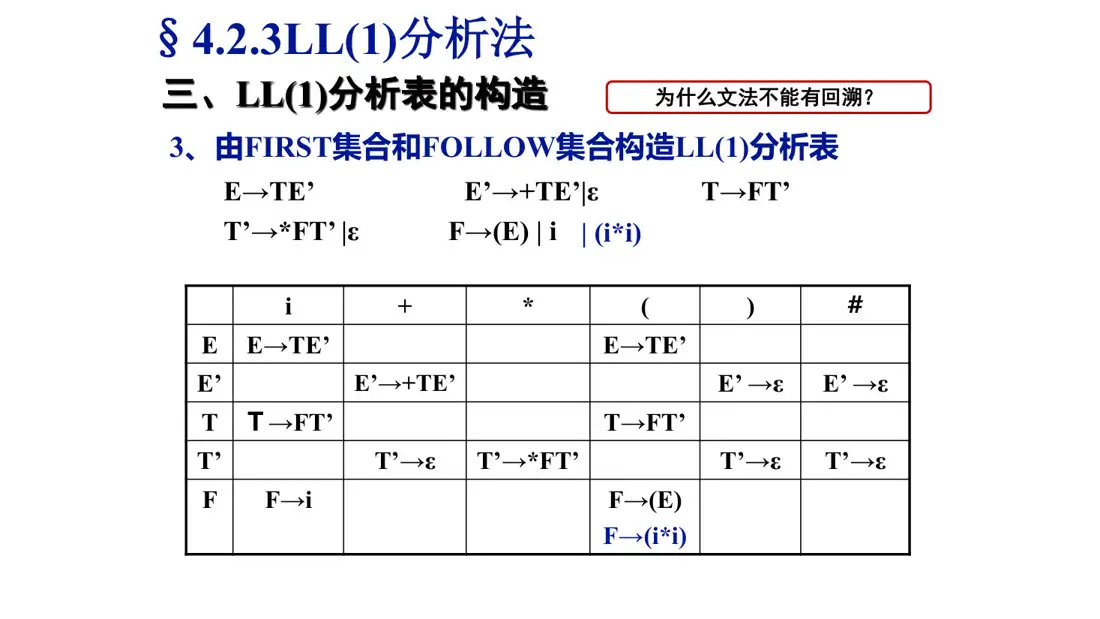 §4.2.3LL(1)分析法
三、LL(1)分析表的构造
为什么文法不能有回溯？
3、由FIRST集合和FOLLOW集合构造LL(1)分析表
E→TE’ E’→+TE’|ε T→FT’
T’→*FT’ |ε F→(E) | i | (i*i)
i + * ( ) #
E E→TE’ E→TE’
E’ E’→+TE’ E’ →ε E’ →ε
T T →FT’ T→FT’
T’ T’→ε T’→*FT’ T’→ε T’→ε
F F→i F→(E)
F→(i*i)